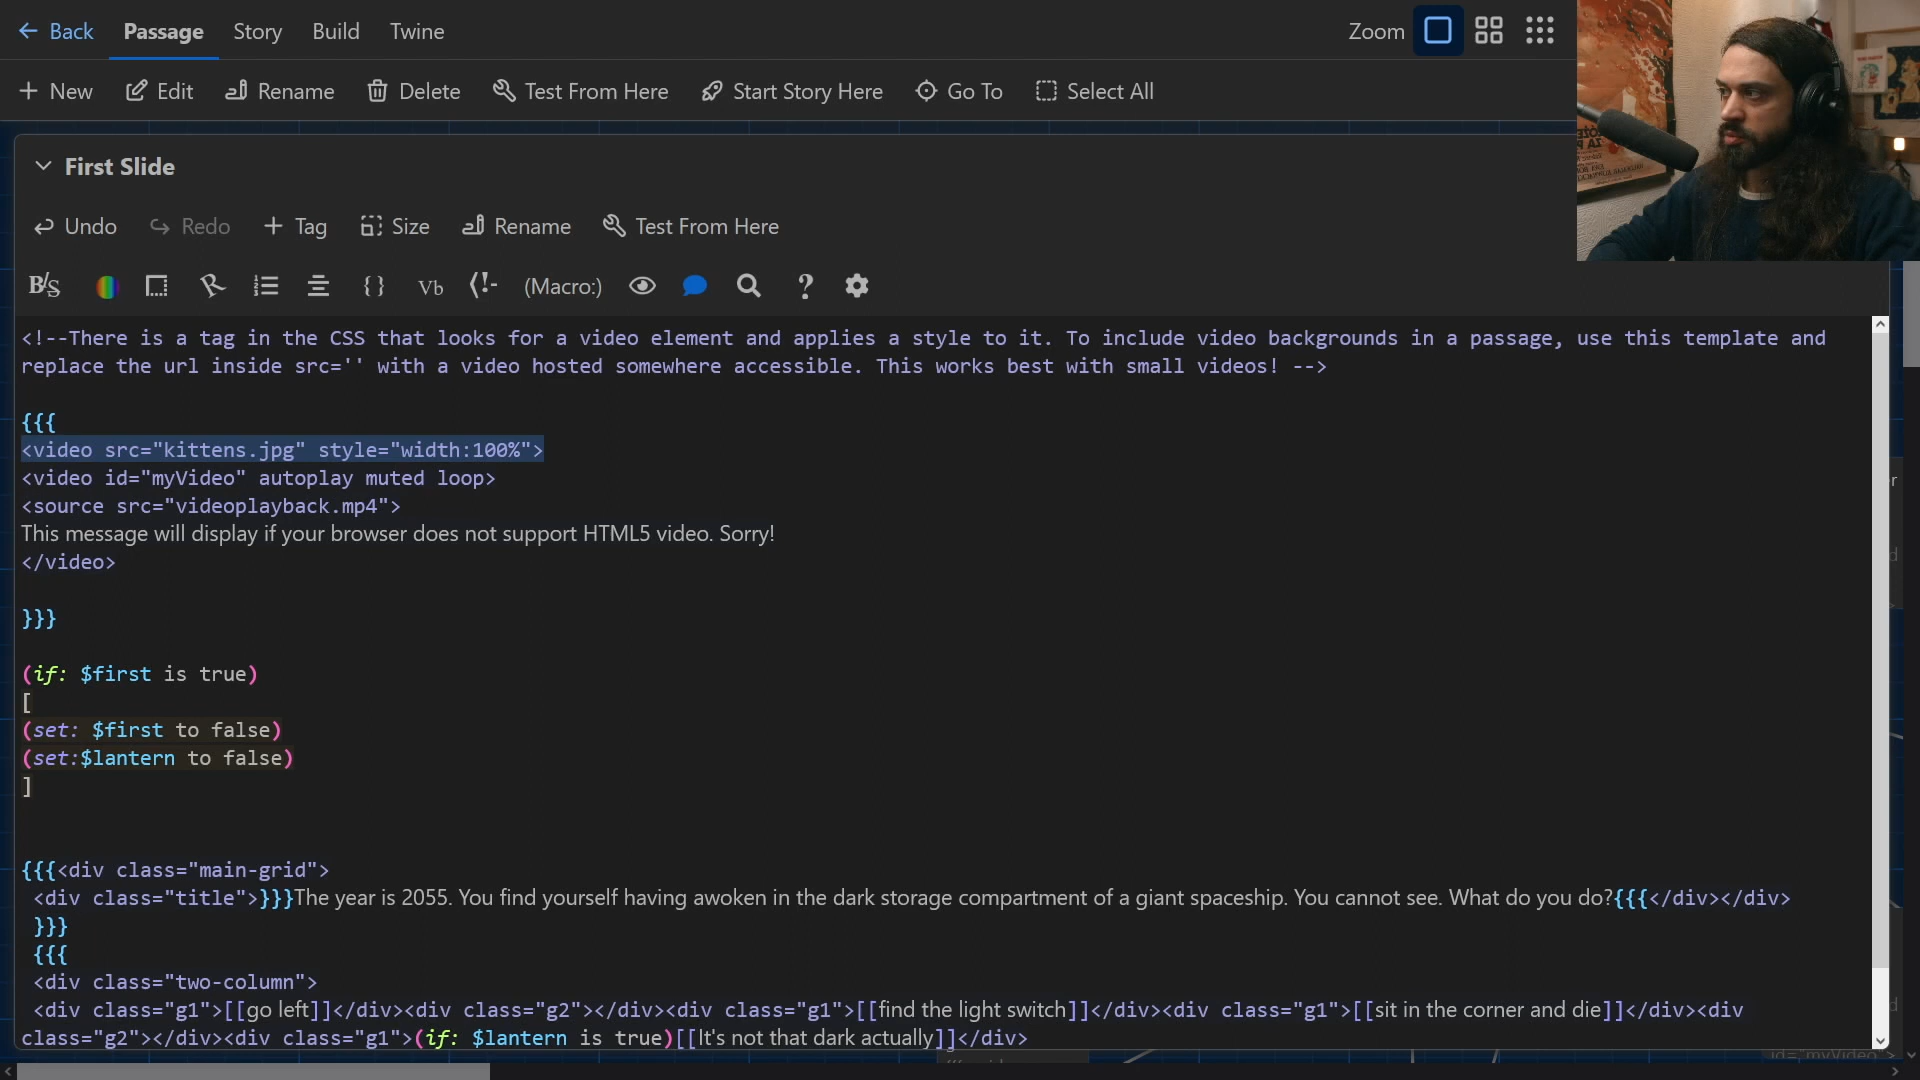 Back Passage Story Build Twine Zoom
New Edit Rename Delete Test From Here Start Story Here Go To Select All
First Slide
Undo Redo Tag Size Rename Test From Here
(Macro:)
<!--There is a tag in the CSS that looks for a video element and applies a style to it. To include video backgrounds in a passage, use this template and
replace the url inside src='' with a video hosted somewhere accessible. This works best with small videos! -->
{{{
<video src="kittens.jpg" style="width:100%">
<video id="myVideo" autoplay muted loop>
<source src="videoplayback.mp4">
This message will display if your browser does not support HTML5 video. Sorry!
</video>
}}}
(if: $first is true)
[
(set: $first to false)
(set:$lantern to false)
]
{{{<div class="main-grid">
<div class="title">}}}The year is 2055. You find yourself having awoken in the dark storage compartment of a giant spaceship. You cannot see. What do you do?{{{</div></div>
}}}
{{{
<div class="two-column">
<div class="g1">[[go left]]</div><div class="g2"></div><div class="g1">[[find the light switch]]</div><div class="g1">[[sit in the corner and die]]</div><div
class="g2"></div><div class="g1">(if: $lantern is true)[[It's not that dark actually]]</div>
id="myVideo">